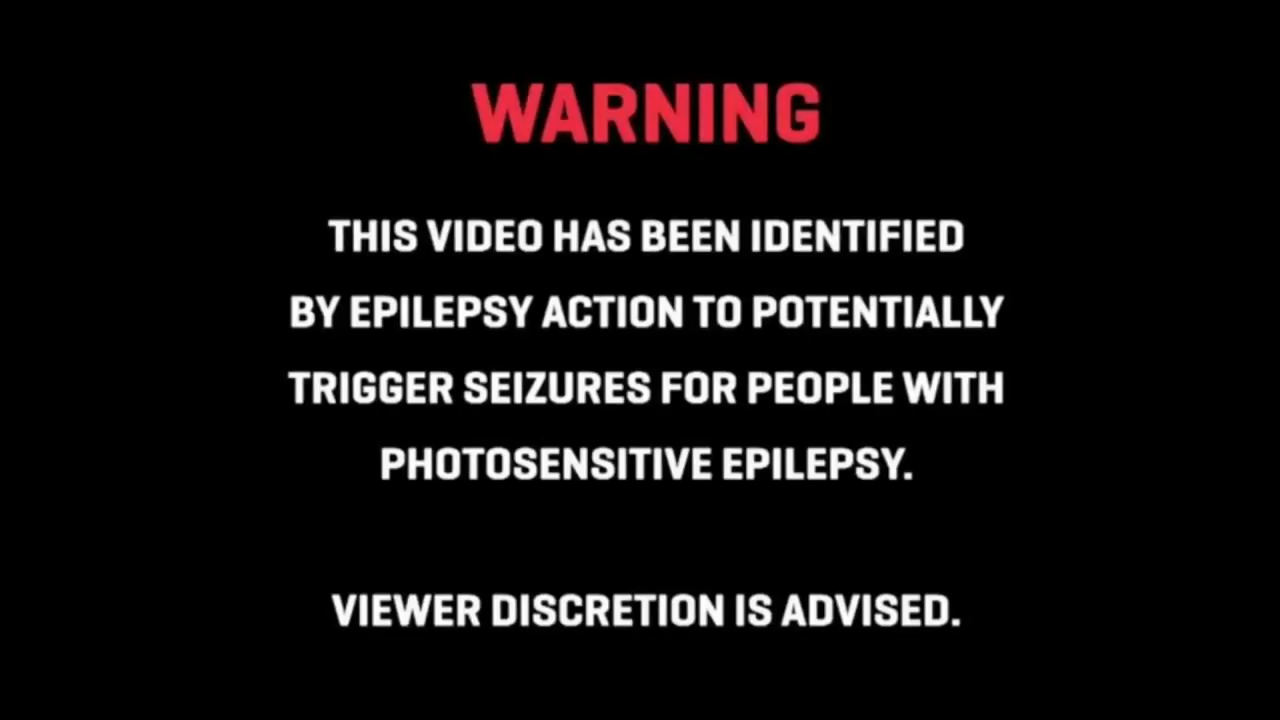 WARNING
THIS VIDEO HAS BEEN IDENTIFIED
BY EPILEPSY ACTION TO POTENTIALLY
TRIGGER SEIZURES FOR PEOPLE WITH
PHOTOSENSITIVE EPILEPSY.
VIEWER DISCRETION IS ADVISED.